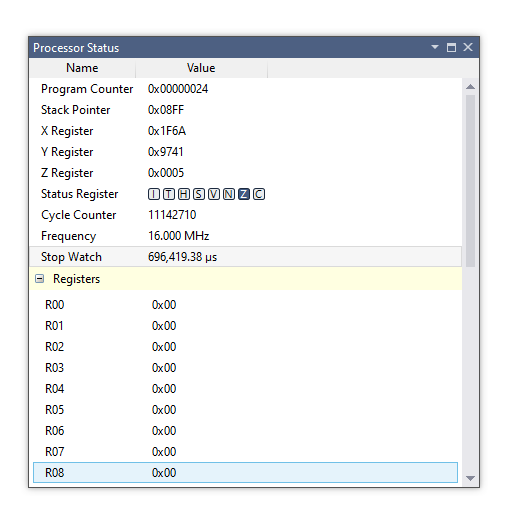 Processor Status
Name Value
Program Counter 0x00000024
Stack Pointer 0x08FF
X Register 0x1F6A
Y Register 0x9741
Z Register 0x0005
Status Register I T H S V N Z C
Cycle Counter 11142710
Frequency 16.000 MHz
Stop Watch 696,419.38 µs
Registers
R00 0x00
R01 0x00
R02 0x00
R03 0x00
R04 0x00
R05 0x00
R06 0x00
R07 0x00
R08 0x00